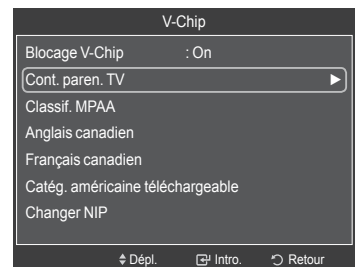 V-Chip
Blocage V-Chip : On
Cont. paren. TV
Classif. MPAA
Anglais canadien
Français canadien
Catég. américaine téléchargeable
Changer NIP
Dépl. Intro. Retour